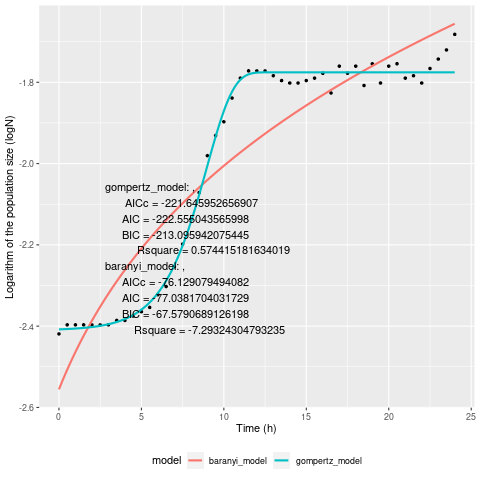 -1.8
-2.0
-2.2
-2.4
-2.6
Logarithm of the population size (logN)
gompertz_model: ,
AICc = -221.645952656907
AIC = -222.555043565998
BIC = -213.095942075445
Rsquare = 0.574415181634019
baranyi_model: ,
AICc = -76.129079494082
AIC = -77.0381704031729
BIC = -67.5790689126198
Rsquare = -7.29324304793235
0 5 10 15 20 25
Time (h)
model baranyi_model gompertz_model